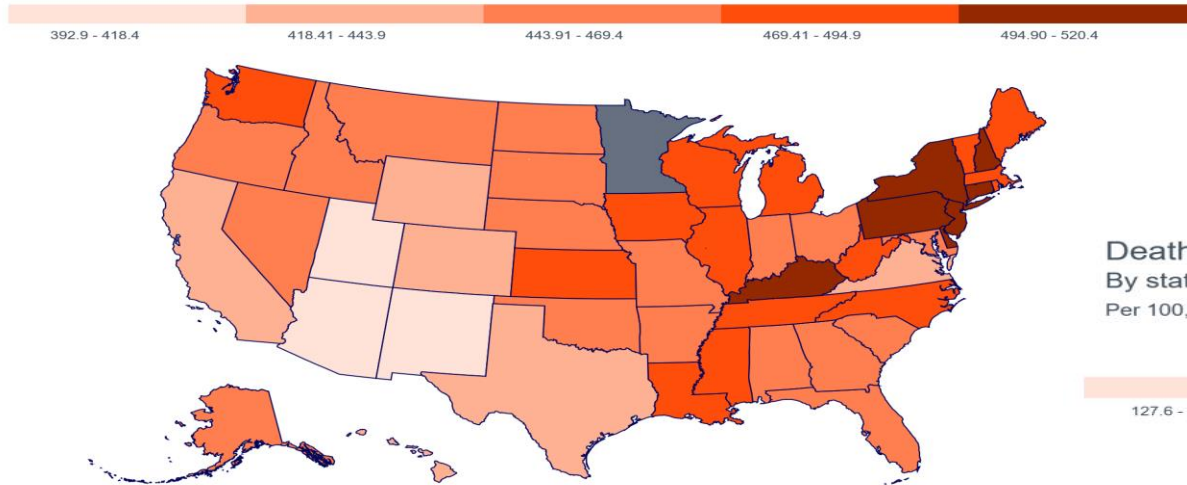 392.9 - 418.4 418.41 - 443.9 443.91 - 469.4 469.41 - 494.9 494.90 - 520.4
Death
By stat
Per 100,
127.6 -